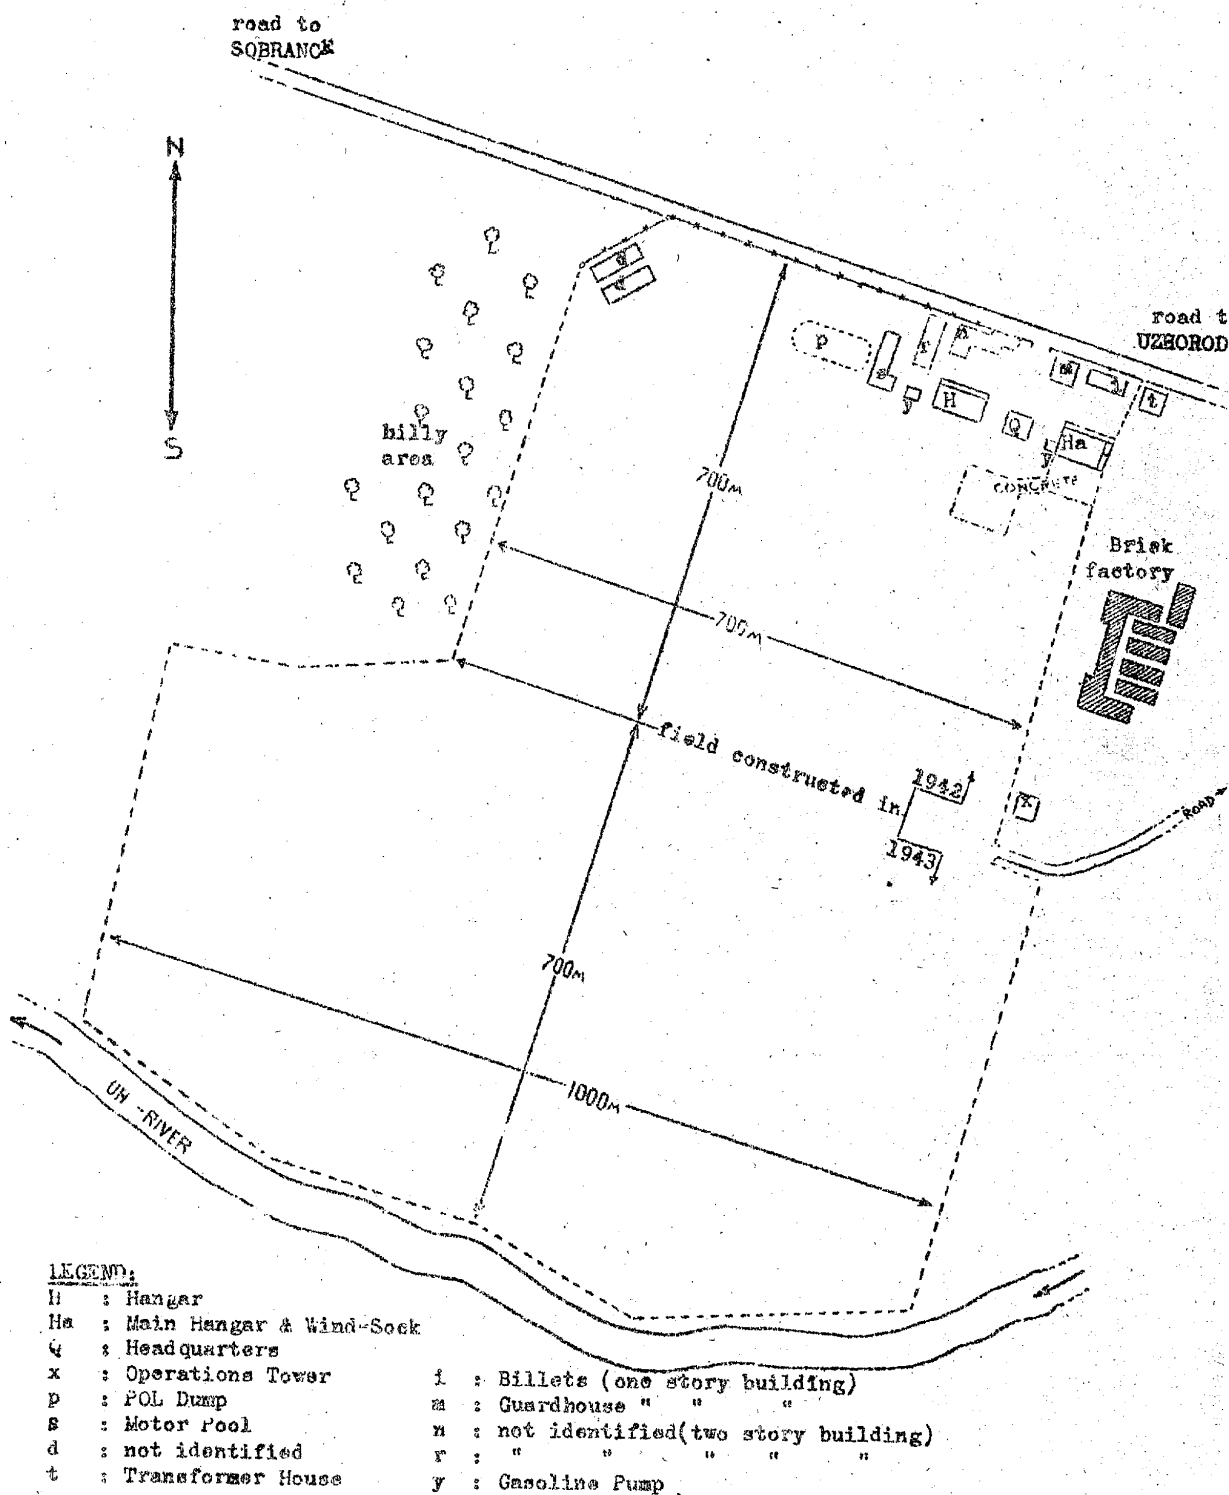 road to
SOBRANCE
N
S
road t
UZHOROD
p
s
r
n
m
i
t
y
H
Q
y
Ha
CONCRETE
hilly
area
700m
Brick
factory
700m
field constructed in
1942
1943
x
ROAD
700m
1000m
UH-RIVER
LEGEND:
H : Hangar
Ha : Main Hangar & Wind-Sock
Q : Headquarters
x : Operations Tower
p : POL Dump
s : Motor Pool
d : not identified
t : Transformer House
i : Billets (one story building)
m : Guardhouse " " "
n : not identified(two story building)
r : " " " " "
y : Gasoline Pump